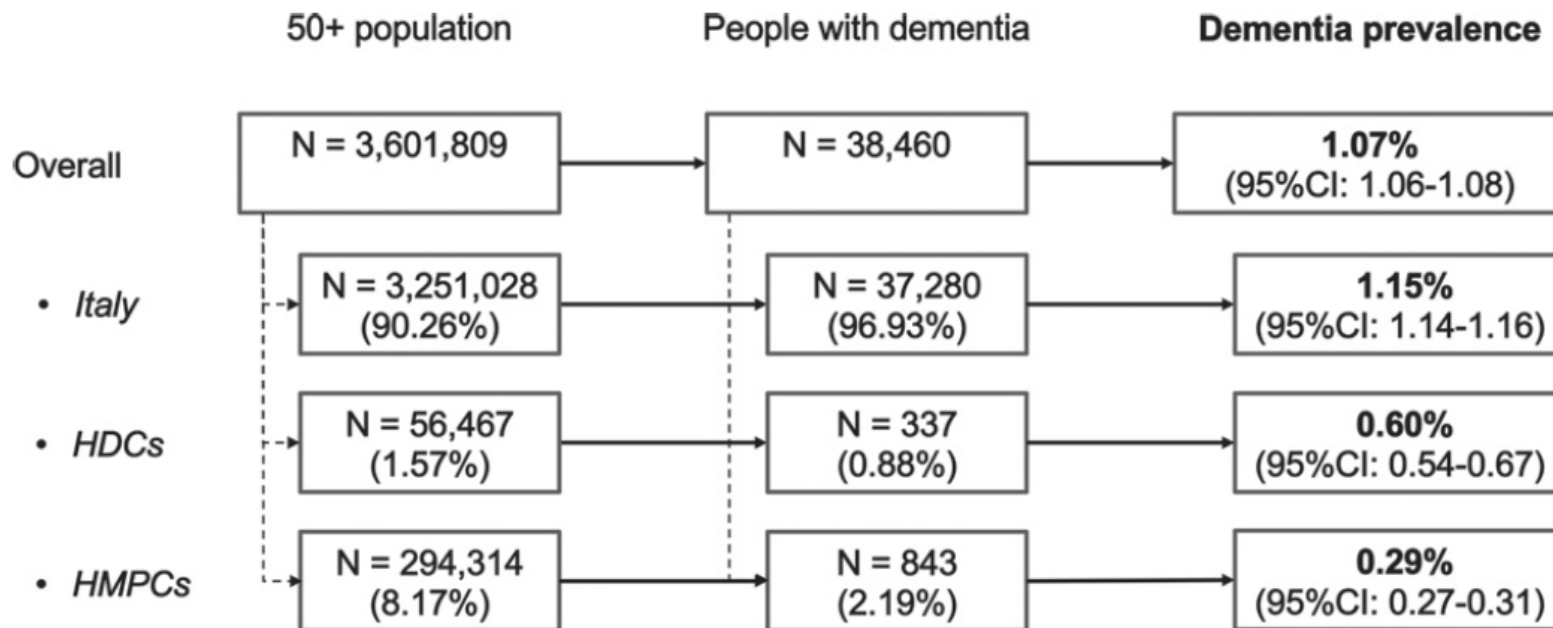 50+ population People with dementia Dementia prevalence
Overall N = 3,601,809 N = 38,460 1.07%
(95%CI: 1.06-1.08)
• Italy N = 3,251,028 N = 37,280 1.15%
(90.26%) (96.93%) (95%CI: 1.14-1.16)
• HDCs N = 56,467 N = 337 0.60%
(1.57%) (0.88%) (95%CI: 0.54-0.67)
• HMPCs N = 294,314 N = 843 0.29%
(8.17%) (2.19%) (95%CI: 0.27-0.31)